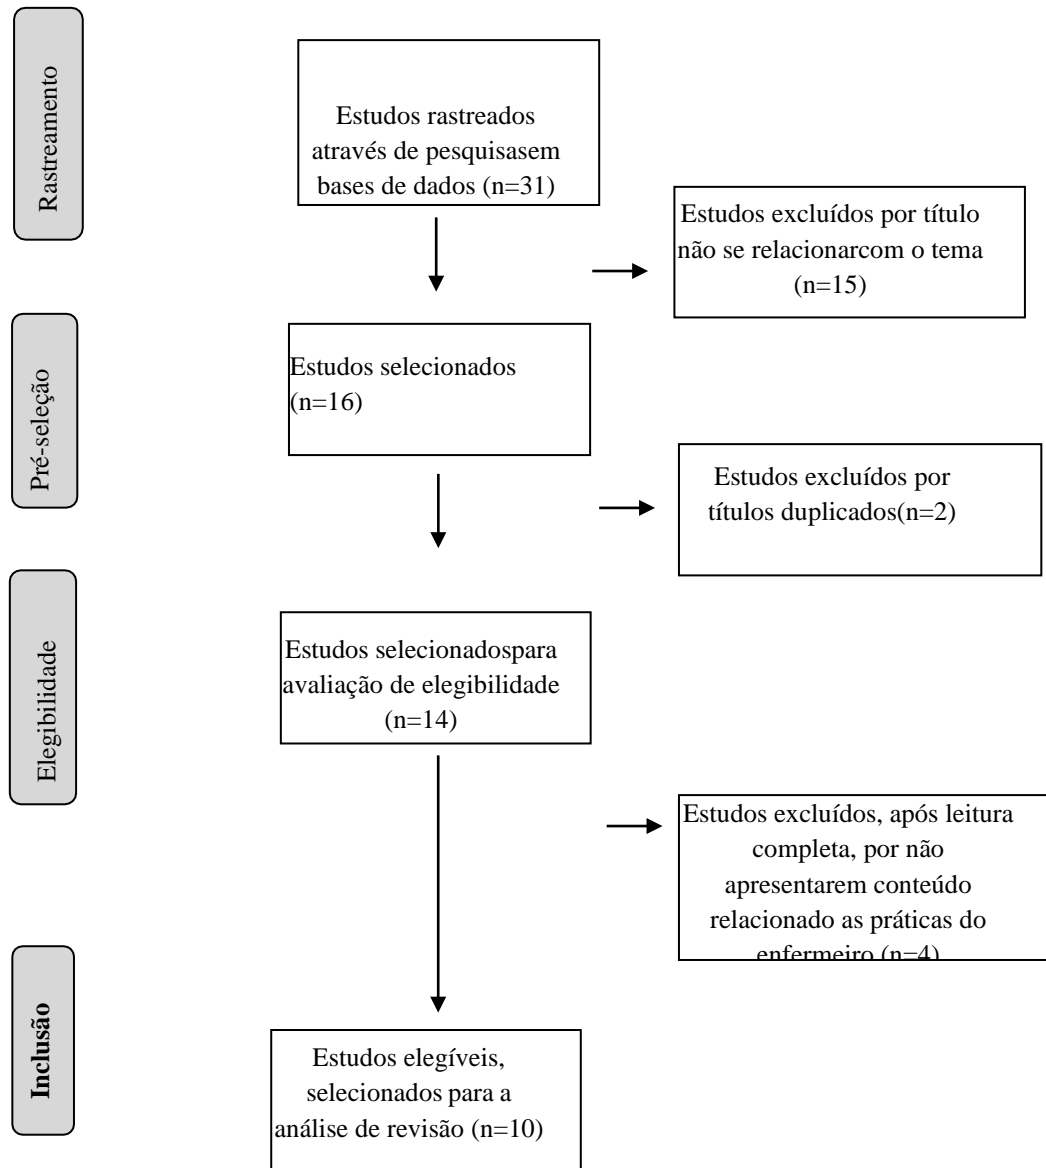 Rastreamento
Estudos rastreados
através de pesquisasem
bases de dados (n=31)
Estudos excluídos por título
não se relacionarcom o tema
(n=15)
Pré-seleção
Estudos selecionados
(n=16)
Estudos excluídos por
títulos duplicados(n=2)
Elegibilidade
Estudos selecionadospara
avaliação de elegibilidade
(n=14)
Estudos excluídos, após leitura
completa, por não
apresentarem conteúdo
relacionado as práticas do
enfermeiro (n=4)
Inclusão
Estudos elegíveis,
selecionados para a
análise de revisão (n=10)